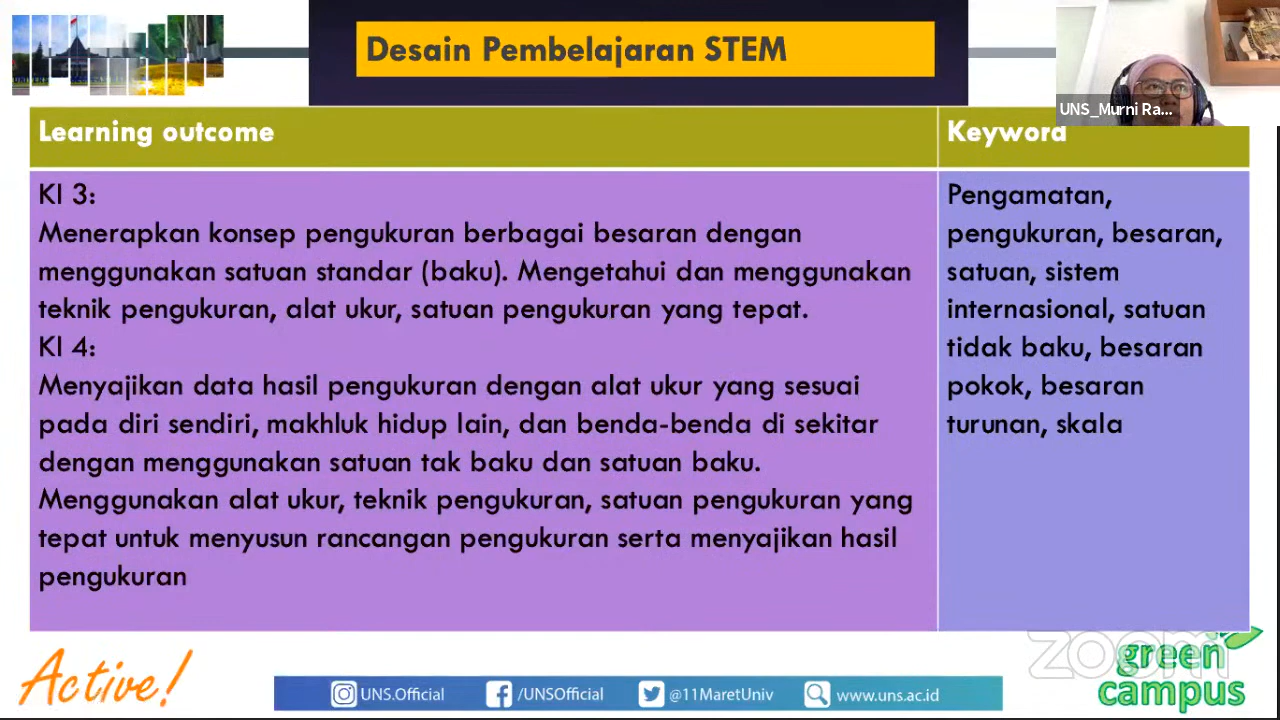 Desain Pembelajaran STEM
UNS_Murni Ra...
Learning outcome
Keyword
KI 3:
Menerapkan konsep pengukuran berbagai besaran dengan
menggunakan satuan standar (baku). Mengetahui dan menggunakan
teknik pengukuran, alat ukur, satuan pengukuran yang tepat.
KI 4:
Menyajikan data hasil pengukuran dengan alat ukur yang sesuai
pada diri sendiri, makhluk hidup lain, dan benda-benda di sekitar
dengan menggunakan satuan tak baku dan satuan baku.
Menggunakan alat ukur, teknik pengukuran, satuan pengukuran yang
tepat untuk menyusun rancangan pengukuran serta menyajikan hasil
pengukuran
Pengamatan,
pengukuran, besaran,
satuan, sistem
internasional, satuan
tidak baku, besaran
pokok, besaran
turunan, skala
Active!
UNS.Official
/UNSOfficial
@11MaretUniv
www.uns.ac.id
zoom
green
campus